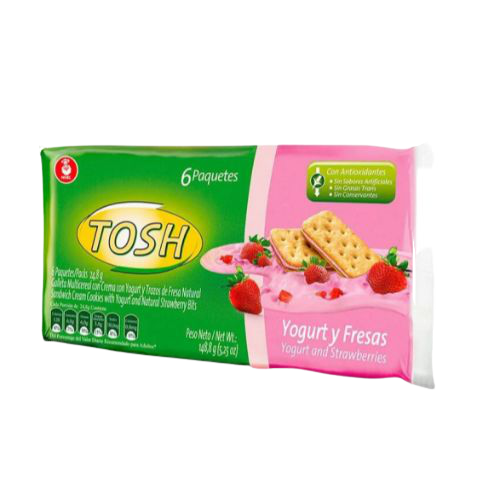 6 Paquetes
TOSH
6 Paquetes/Packs 24,8 g
Galleta Multicereal con Crema con Yogurt y Trozos de Fresa Natural
Sandwich Cream Cookies with Yogurt and Natural Strawberry Bits
Peso Neto / Net Wt.:
148,8 g (5.25 oz)
Con Antioxidantes
• Sin Sabores Artificiales
• Sin Grasas Trans
• Sin Conservantes
Yogurt y Fresas
Yogurt and Strawberries